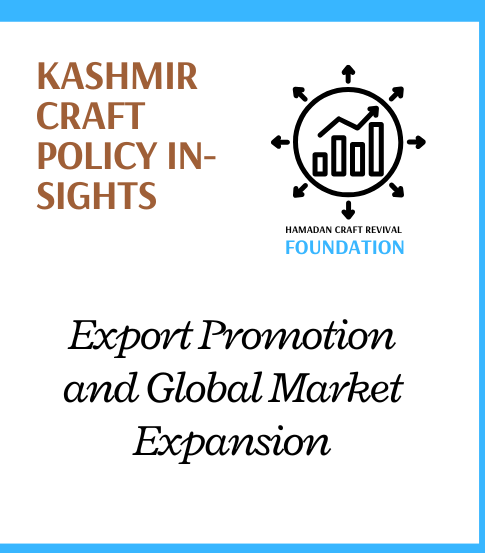 KASHMIR
CRAFT
POLICY IN-
SIGHTS
HAMADAN CRAFT REVIVAL
FOUNDATION
Export Promotion
and Global Market
Expansion